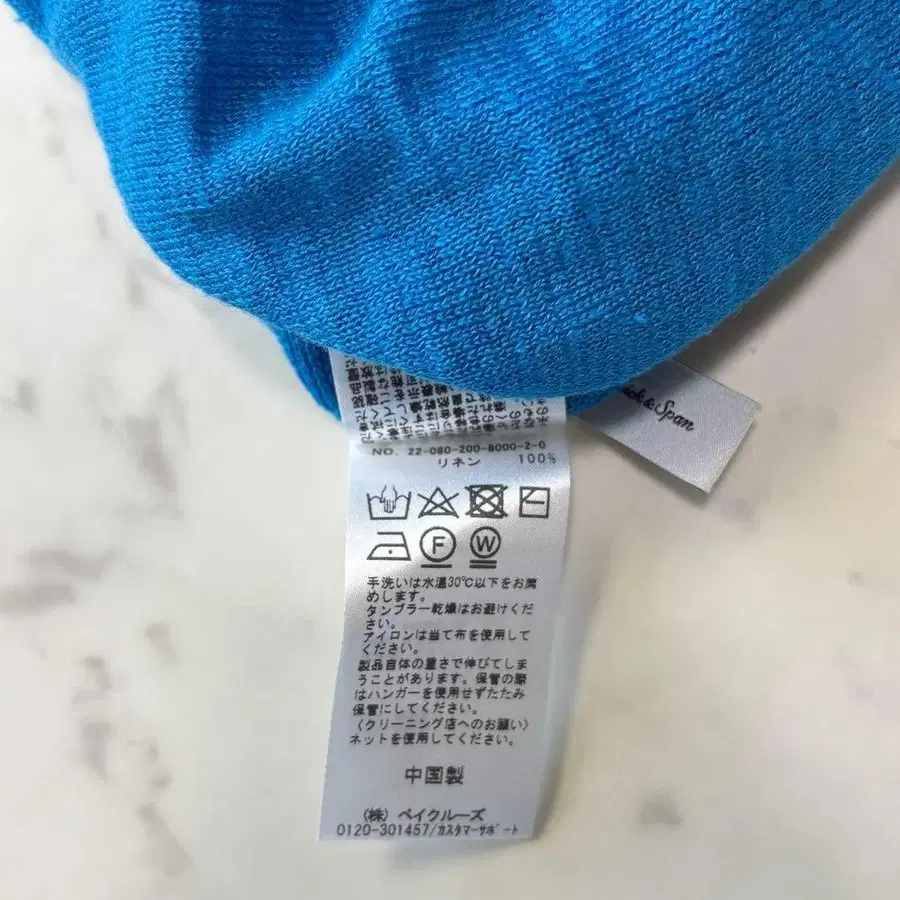 NO. 22-080-200-8000-2-0
リネン 100%
F W
手洗いは水温30℃以下をお薦
めします。
タンブラー乾燥はお避けくださ
い。
アイロンは当て布を使用して
ください。
製品自体の重さで伸びてしま
うことがあります。保管の際
はハンガーを使用せずたたみ
保管にしてください。
〈クリーニング店へのお願い〉
ネットを使用してください。
中国製
(株) ベイクルーズ
0120-301457/カスタマーサポート
& Span